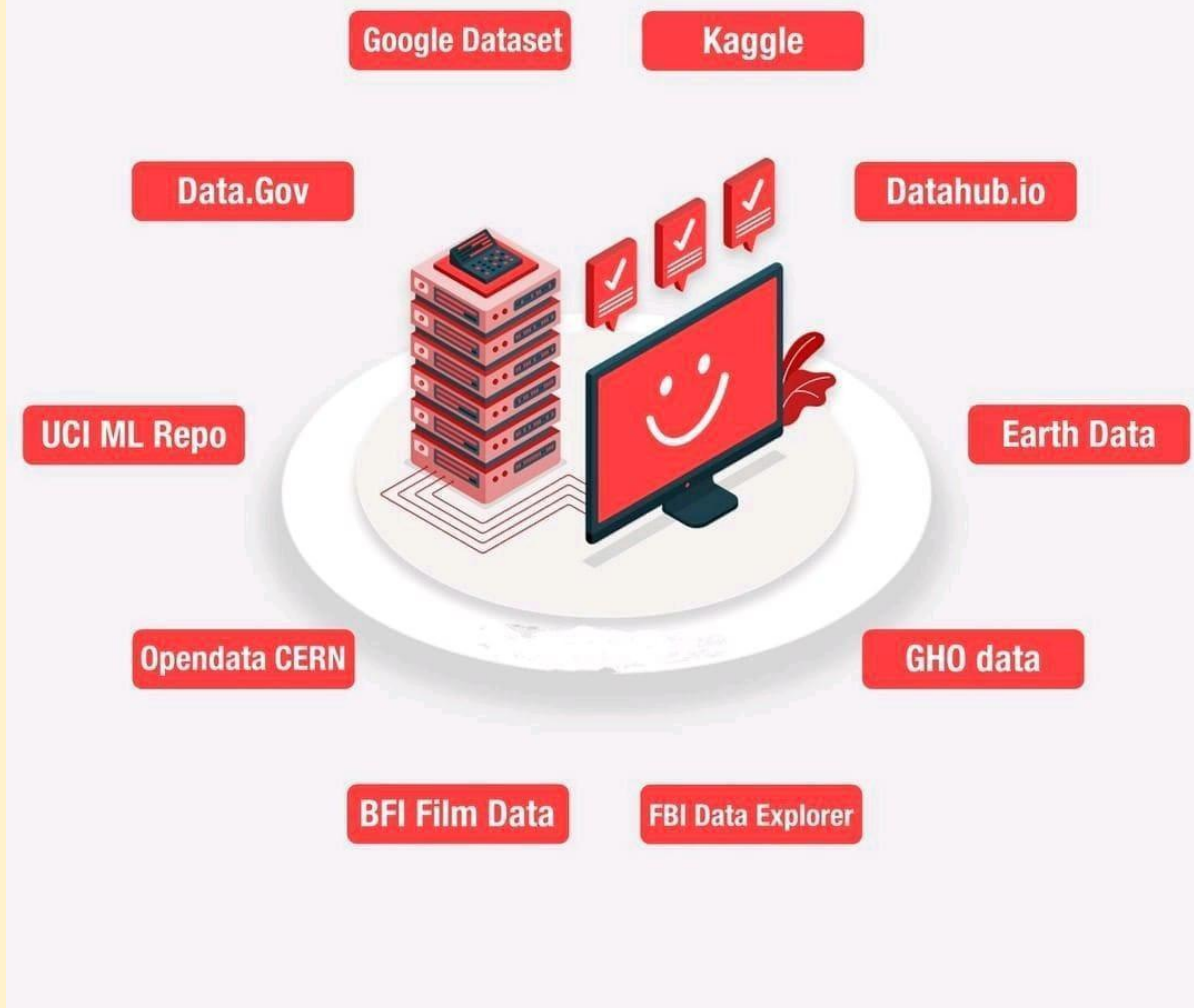 Google Dataset
Kaggle
Data.Gov
Datahub.io
UCI ML Repo
Earth Data
Opendata CERN
GHO data
BFI Film Data
FBI Data Explorer